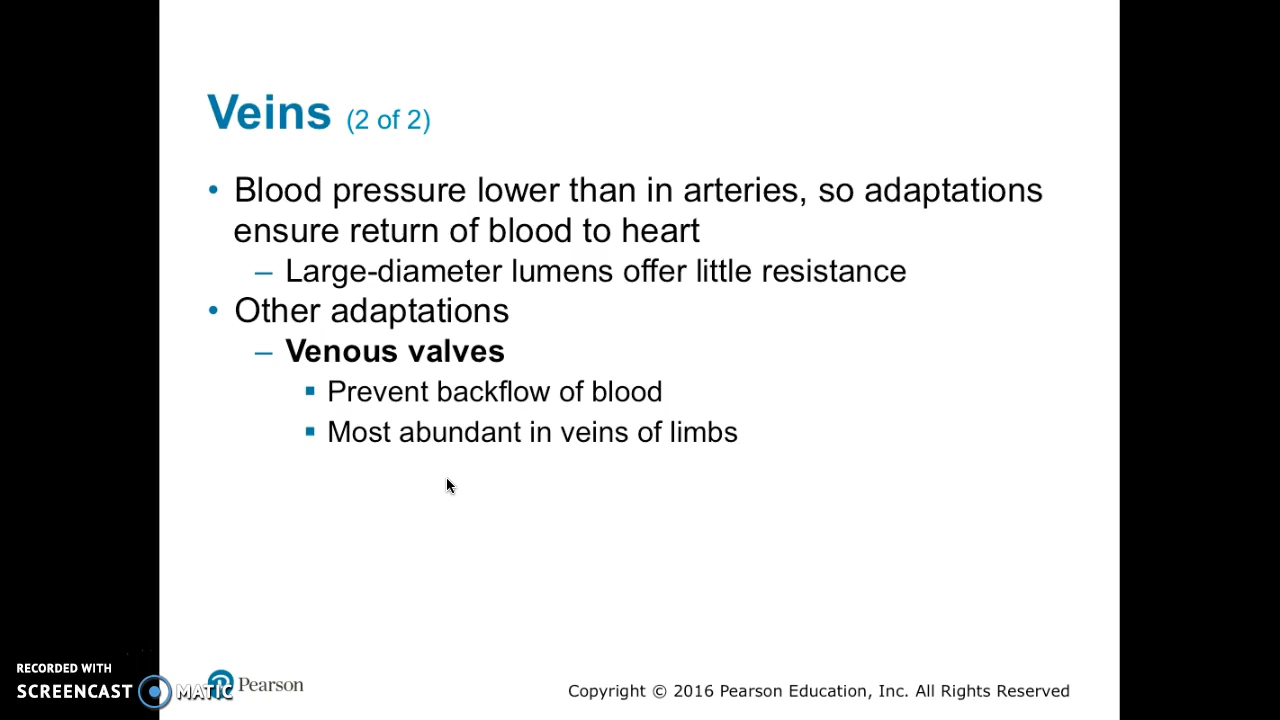 Veins (2 of 2)
• Blood pressure lower than in arteries, so adaptations
ensure return of blood to heart
– Large-diameter lumens offer little resistance
• Other adaptations
– Venous valves
▪ Prevent backflow of blood
▪ Most abundant in veins of limbs
RECORDED WITH
SCREENCAST MATIC
Pearson
Copyright © 2016 Pearson Education, Inc. All Rights Reserved